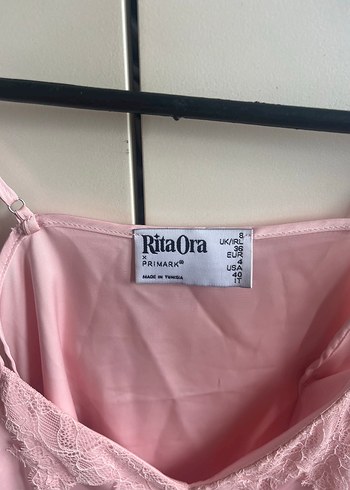 Rita Ora
x
PRIMARK®
MADE IN TUNISIA
8
UK/IRL
36
EUR
4
USA
40
IT